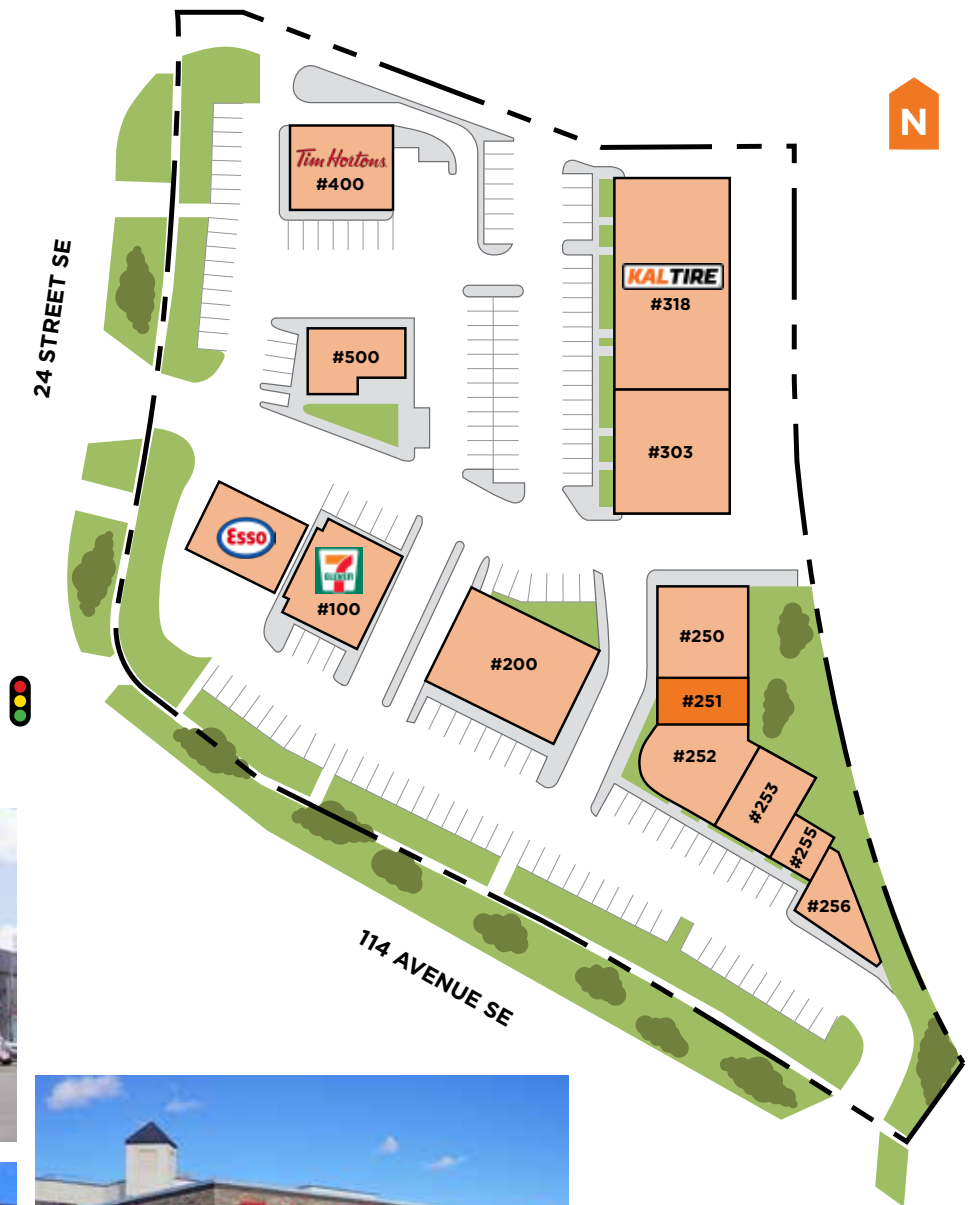 N
Tim Hortons
#400
24 STREET SE
KALTIRE
#318
#500
#303
Esso
7
ELEVEN
#100
#200
#250
#251
#252
#253
#255
#256
114 AVENUE SE